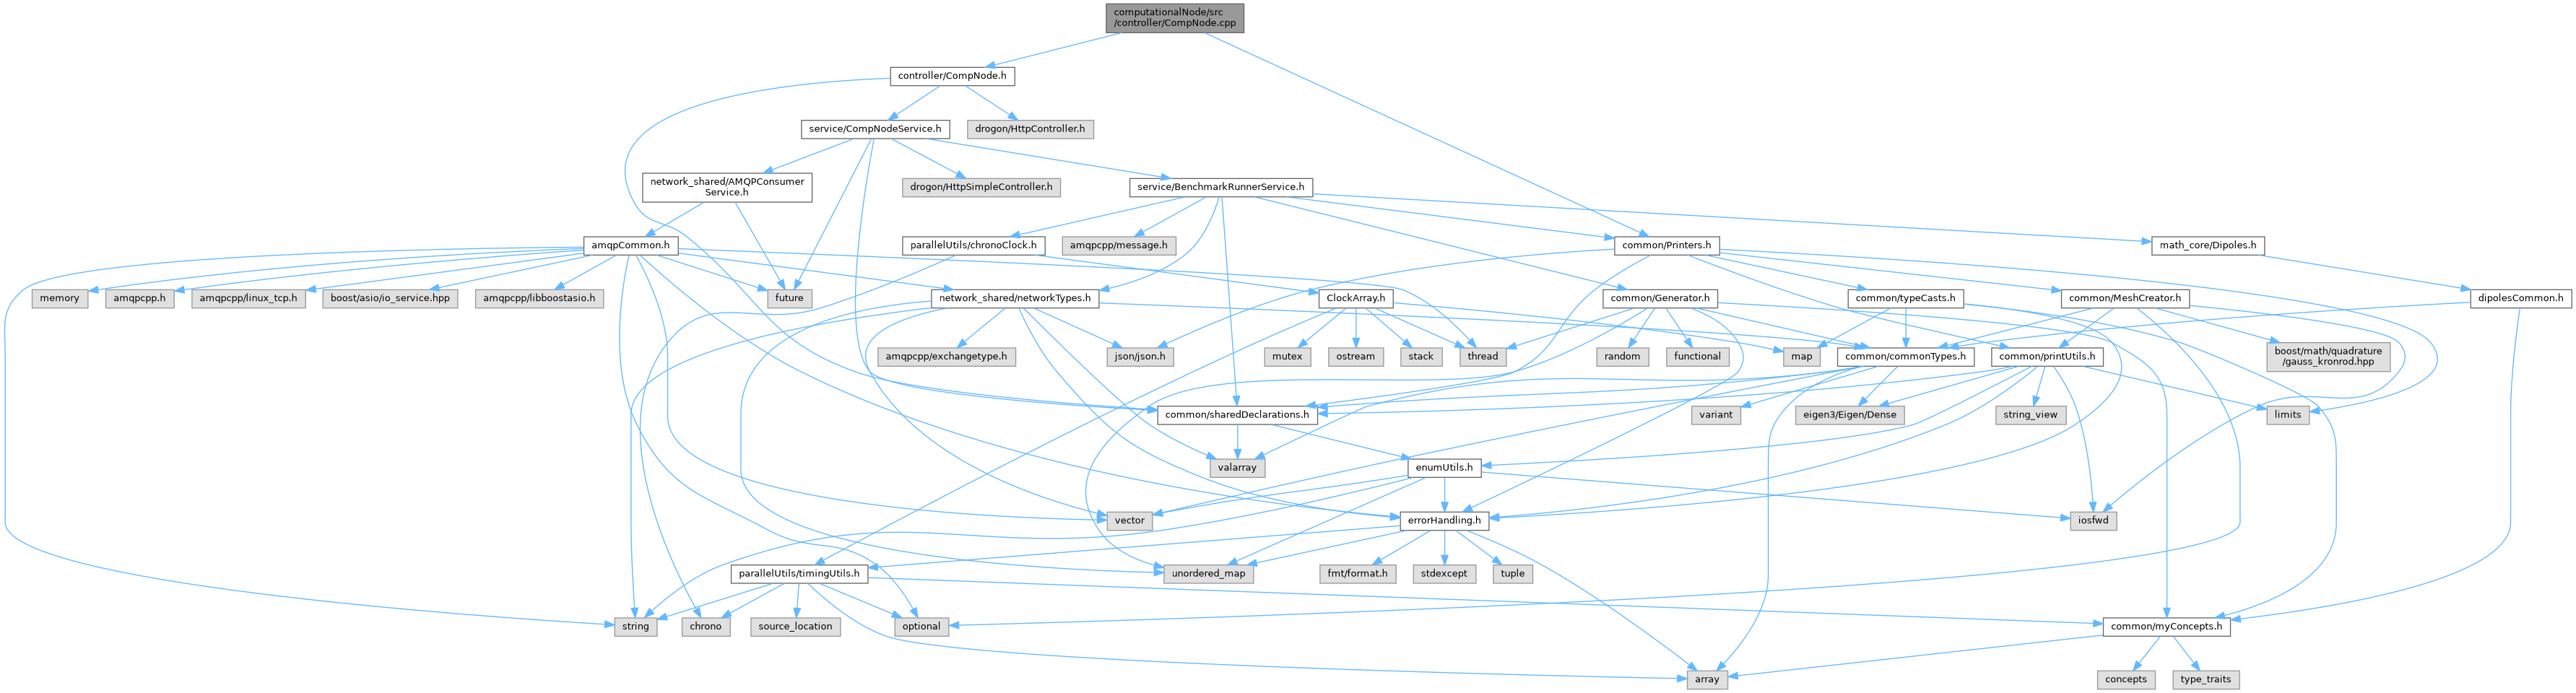 computationalNode/src
/controller/CompNode.cpp
controller/CompNode.h
service/CompNodeService.h
drogon/HttpController.h
network_shared/AMQPConsumer
Service.h
drogon/HttpSimpleController.h
service/BenchmarkRunnerService.h
amqpCommon.h
parallelUtils/chronoClock.h
amqpcpp/message.h
common/Printers.h
math_core/Dipoles.h
memory
amqpcpp.h
amqpcpp/linux_tcp.h
boost/asio/io_service.hpp
amqpcpp/libboostasio.h
future
network_shared/networkTypes.h
ClockArray.h
common/Generator.h
common/typeCasts.h
common/MeshCreator.h
dipolesCommon.h
amqpcpp/exchangetype.h
json/json.h
mutex
ostream
stack
thread
random
functional
map
common/commonTypes.h
common/printUtils.h
boost/math/quadrature
/gauss_kronrod.hpp
common/sharedDeclarations.h
variant
eigen3/Eigen/Dense
string_view
limits
valarray
enumUtils.h
vector
errorHandling.h
iosfwd
parallelUtils/timingUtils.h
unordered_map
fmt/format.h
stdexcept
tuple
string
chrono
source_location
optional
common/myConcepts.h
array
concepts
type_traits